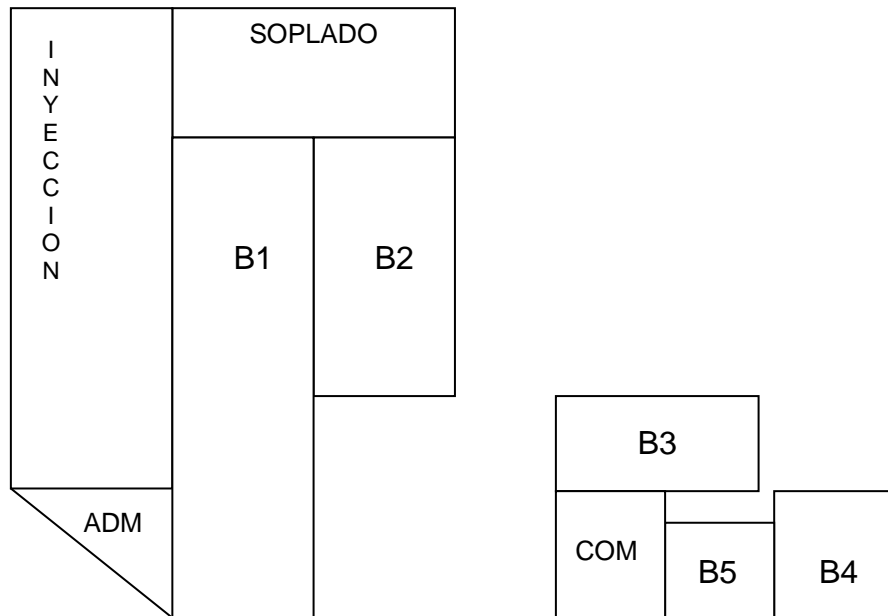 INYECCION
SOPLADO
B1
B2
B3
ADM
COM
B5
B4